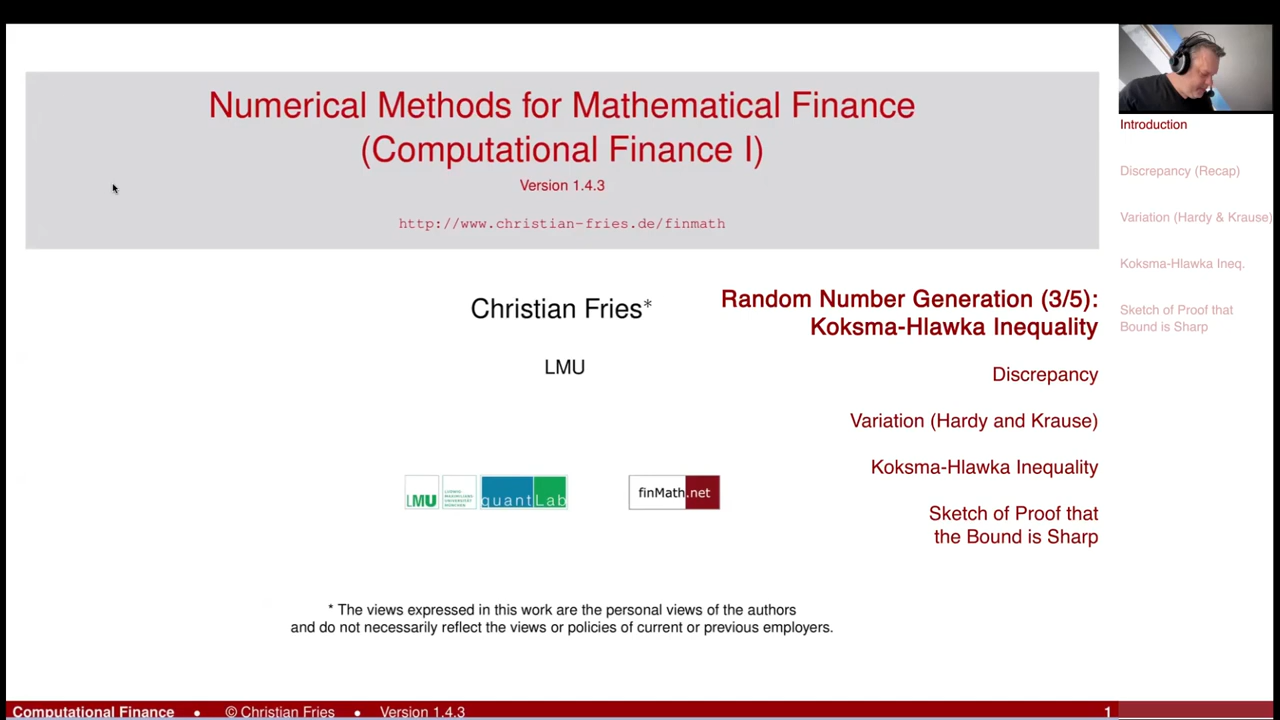 Numerical Methods for Mathematical Finance
(Computational Finance I)
Version 1.4.3
http://www.christian-fries.de/finmath
Christian Fries*
LMU
Random Number Generation (3/5):
Koksma-Hlawka Inequality
Discrepancy
Variation (Hardy and Krause)
Koksma-Hlawka Inequality
Sketch of Proof that
the Bound is Sharp
LMU
quantLab
finMath.net
* The views expressed in this work are the personal views of the authors
and do not necessarily reflect the views or policies of current or previous employers.
Introduction
Discrepancy (Recap)
Variation (Hardy & Krause)
Koksma-Hlawka Ineq.
Sketch of Proof that
Bound is Sharp
Computational Finance • © Christian Fries • Version 1.4.3 1